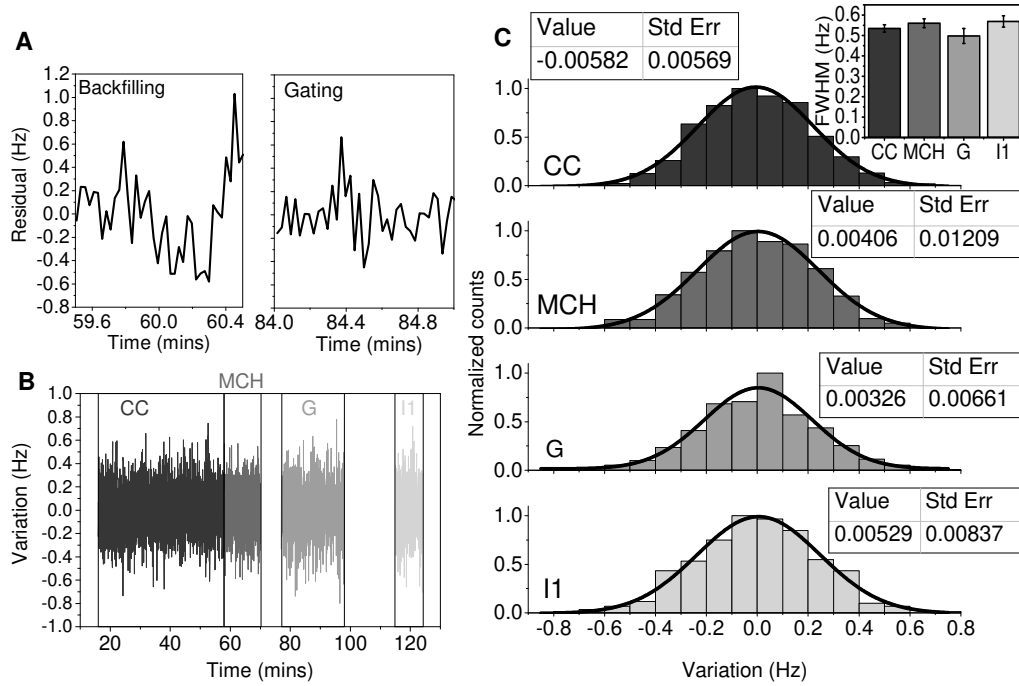 A
Backfilling
Gating
Residual (Hz)
1.2
1.0
0.8
0.6
0.4
0.2
0.0
-0.2
-0.4
-0.6
-0.8
59.6 60.0 60.4
84.0 84.4 84.8
Time (mins)
Time (mins)
B
MCH
CC
G
I1
Variation (Hz)
1.0
0.8
0.6
0.4
0.2
0.0
-0.2
-0.4
-0.6
-0.8
-1.0
20 40 60 80 100 120
Time (mins)
C
Value Std Err
-0.00582 0.00569
FWHM (Hz)
0.6
0.5
0.4
0.3
0.2
0.1
0.0
CC MCH G I1
Normalized counts
1.0
0.5
0.0
CC
Value Std Err
0.00406 0.01209
1.0
0.5
0.0
MCH
Value Std Err
0.00326 0.00661
1.0
0.5
0.0
G
Value Std Err
0.00529 0.00837
1.0
0.5
0.0
I1
-0.8 -0.6 -0.4 -0.2 0.0 0.2 0.4 0.6 0.8
Variation (Hz)